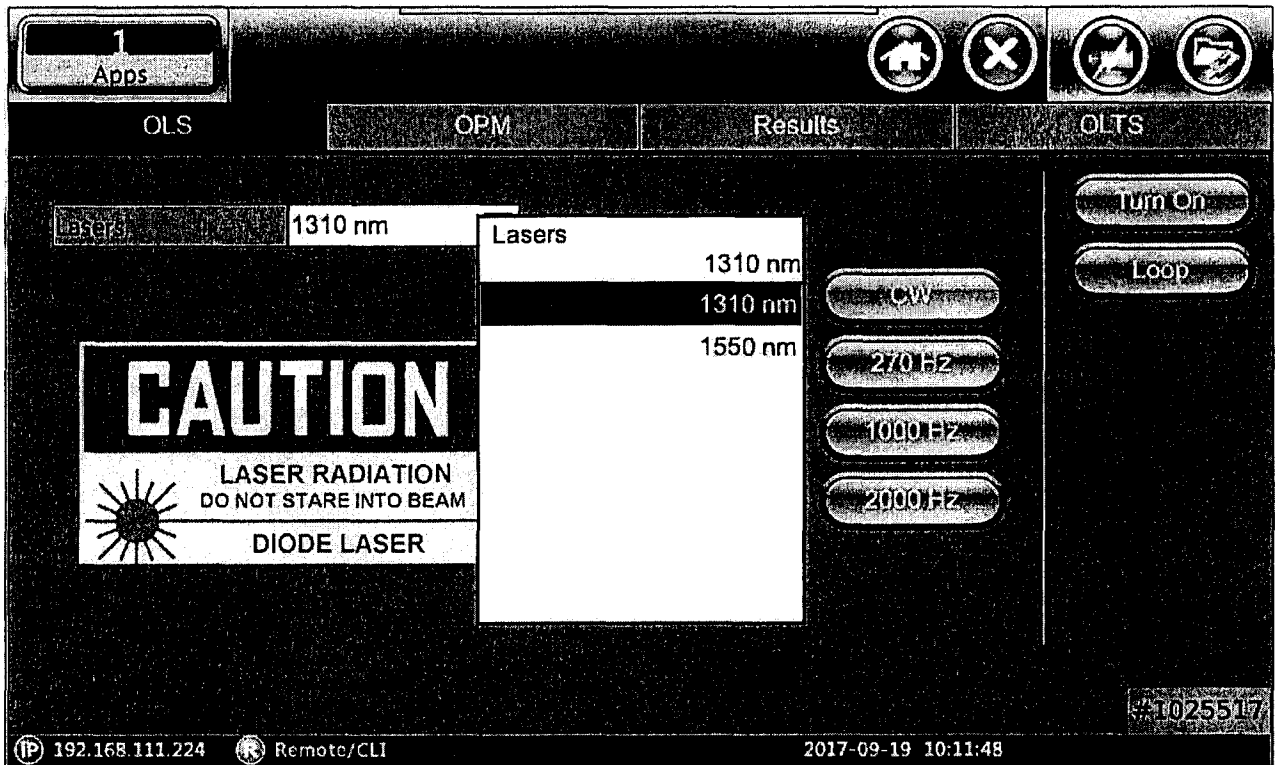 1
Apps
OLS
OPM
Results
OLTS
Lasers
1310 nm
Lasers
1310 nm
1310 nm
1550 nm
CW
270 Hz
1000 Hz
2000 Hz
Turn On
Loop
CAUTION
LASER RADIATION
DO NOT STARE INTO BEAM
DIODE LASER
#1025517
IP 192.168.111.224
R Remote/CLI
2017-09-19 10:11:48